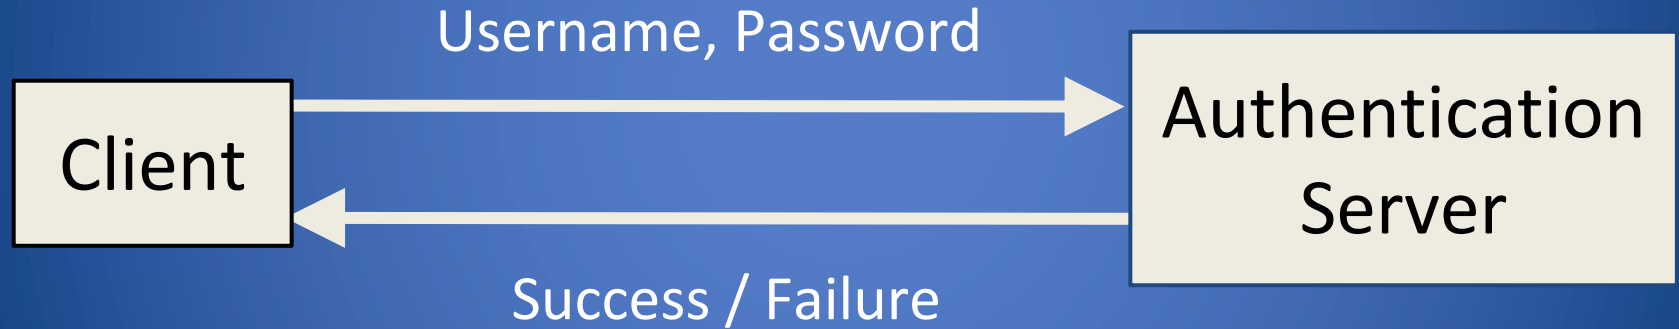 Username, Password
Client
Authentication
Server
Success / Failure